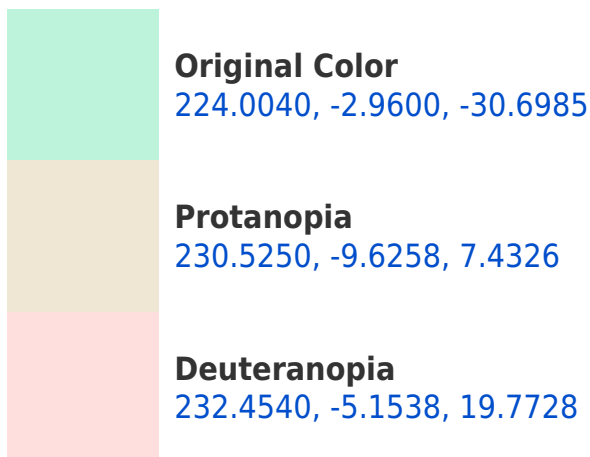 Original Color
224.0040, -2.9600, -30.6985
Protanopia
230.5250, -9.6258, 7.4326
Deuteranopia
232.4540, -5.1538, 19.7728